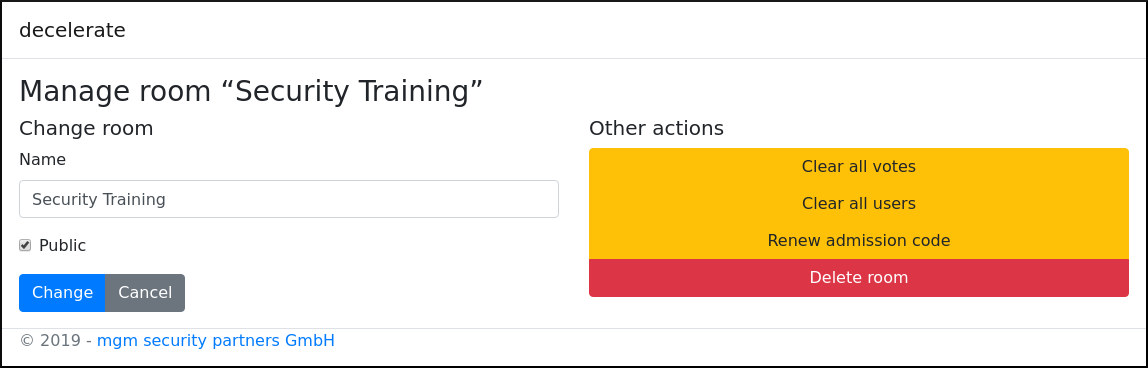 decelerate
Manage room “Security Training”
Change room
Name
Security Training
Public
Change Cancel
Other actions
Clear all votes
Clear all users
Renew admission code
Delete room
© 2019 - mgm security partners GmbH